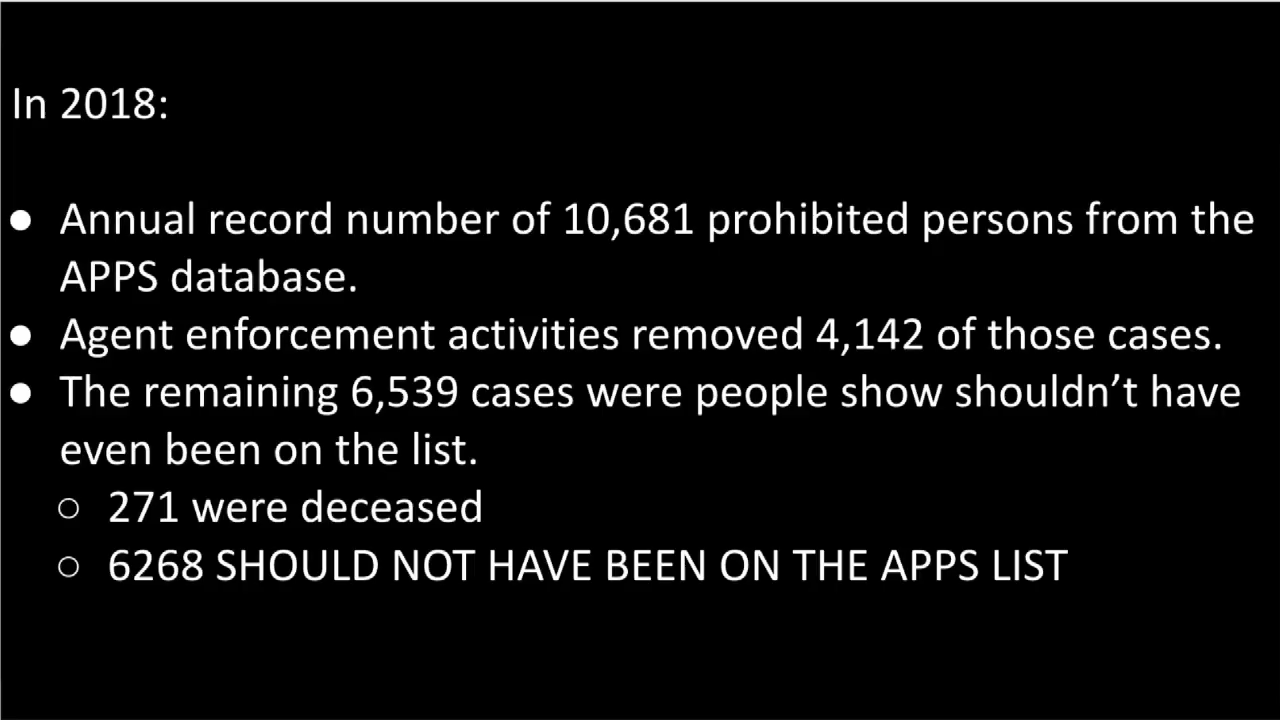 In 2018:
● Annual record number of 10,681 prohibited persons from the
APPS database.
● Agent enforcement activities removed 4,142 of those cases.
● The remaining 6,539 cases were people show shouldn’t have
even been on the list.
○ 271 were deceased
○ 6268 SHOULD NOT HAVE BEEN ON THE APPS LIST